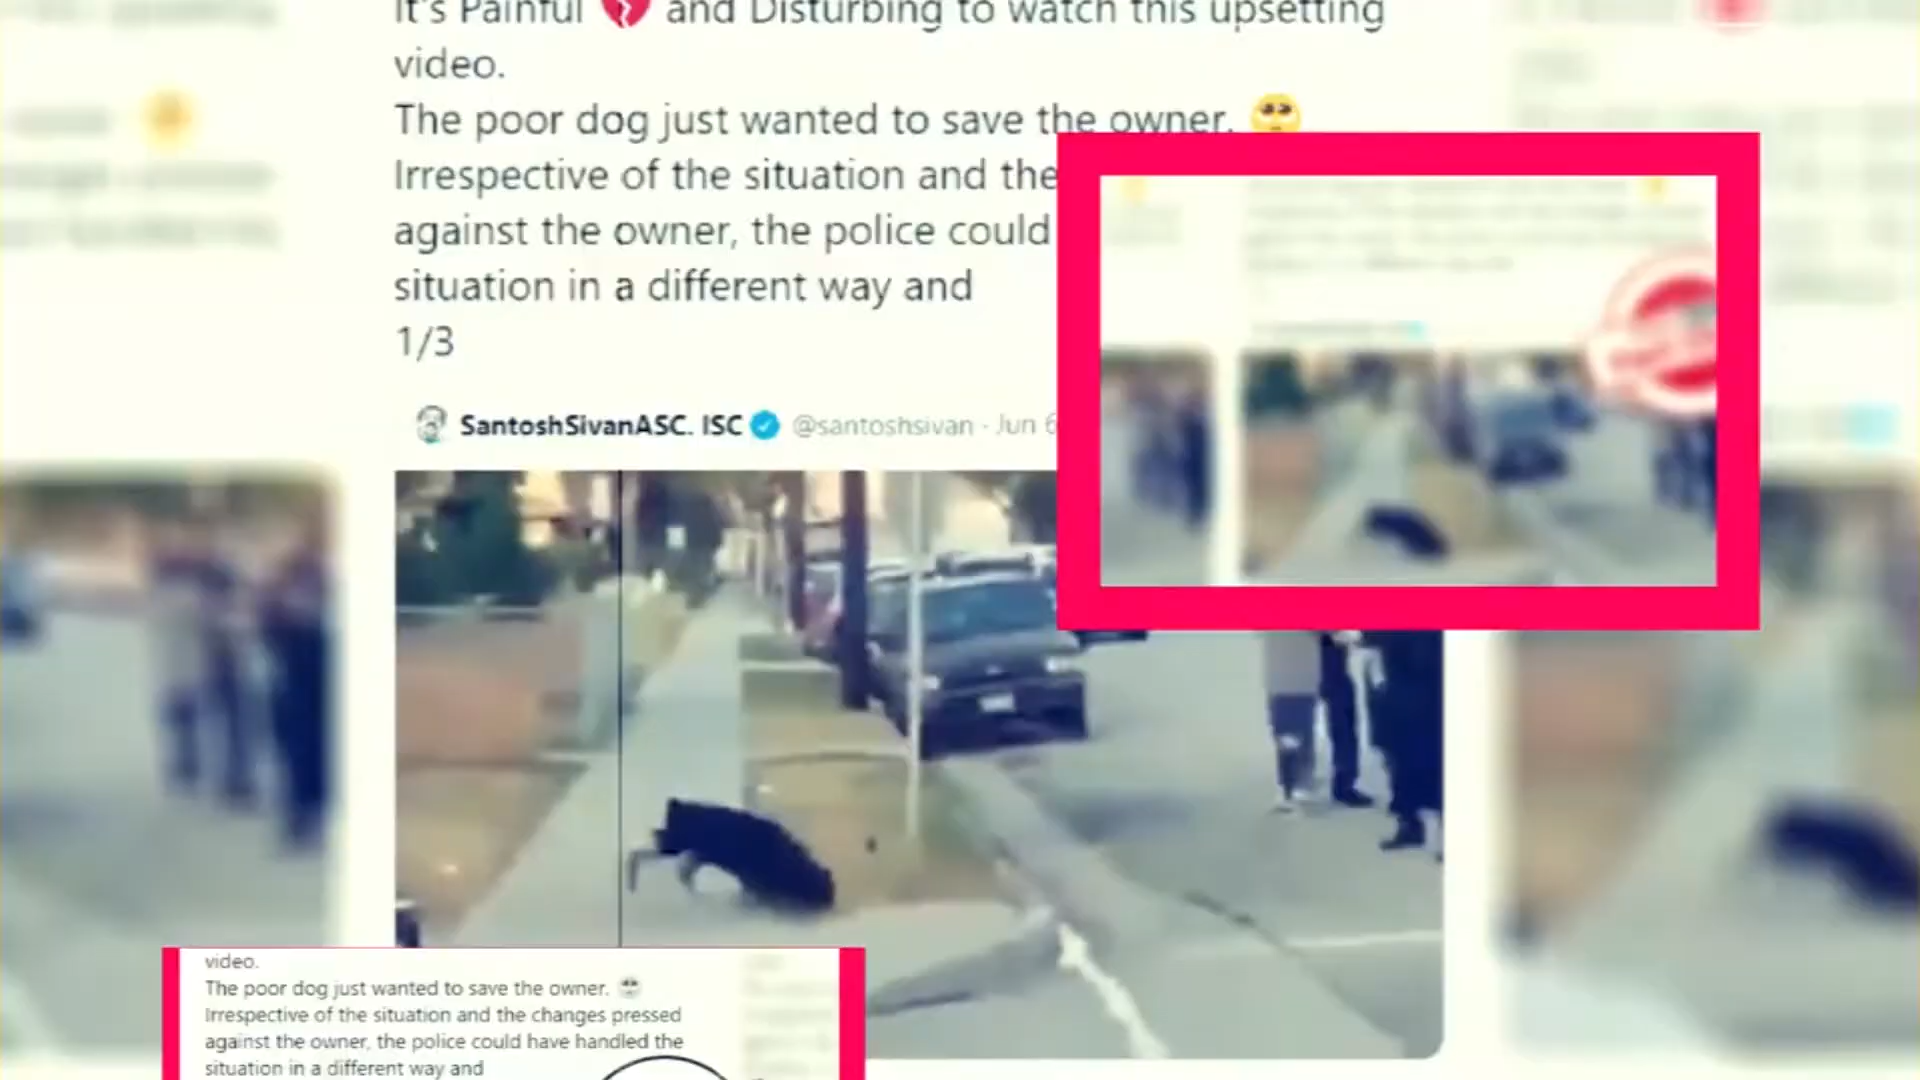 It's Painful 💔 and Disturbing to watch this upsetting
video.
The poor dog just wanted to save the owner. 🥺
Irrespective of the situation and the
against the owner, the police could
situation in a different way and
1/3
SantoshSivanASC. ISC @santoshsivan · Jun 6
video.
The poor dog just wanted to save the owner. 🥺
Irrespective of the situation and the changes pressed
against the owner, the police could have handled the
situation in a different way and